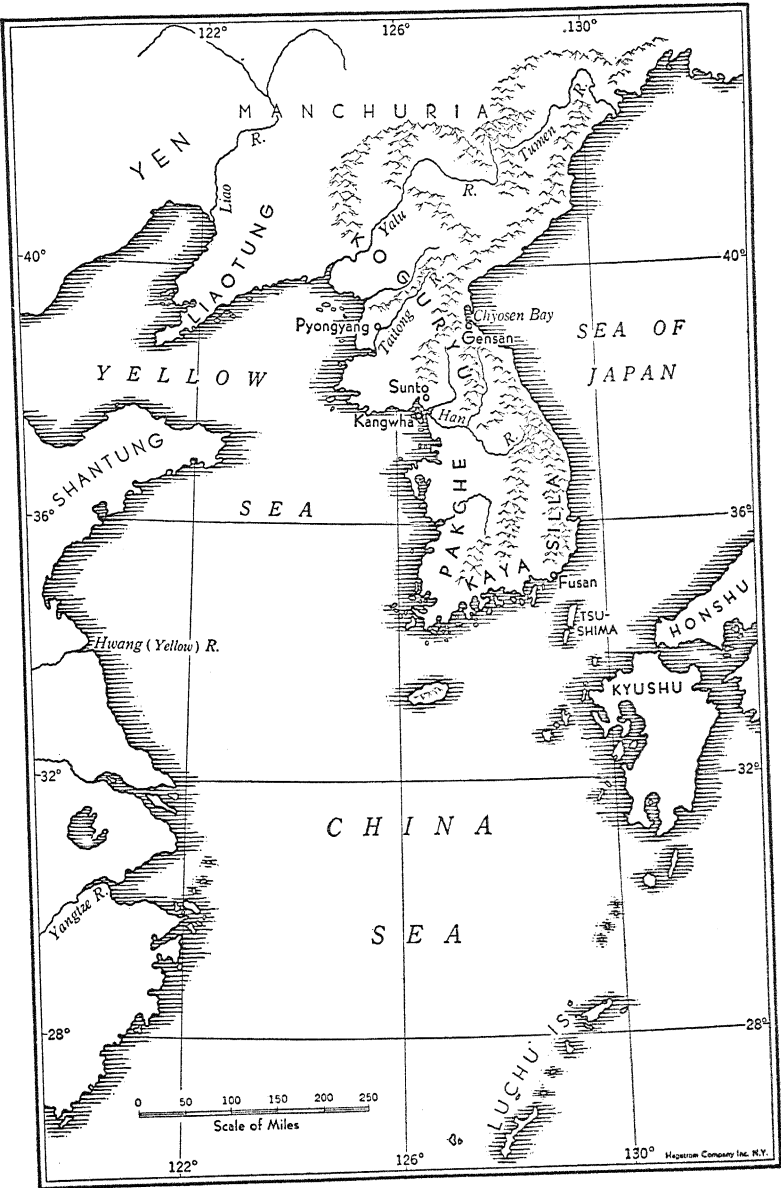 122°
126°
130°
MANCHURIA
YEN
R.
Liao
LIAOTUNG
Tumen R.
Yalu R.
KOGURYU
40°
40°
Pyongyang
Taitong R.
Chyosen Bay
Gensan
SEA OF
JAPAN
YELLOW
Sunto
Kangwha
Han R.
SHANTUNG
SEA
36°
36°
PAKCHE
KAYA
SILLA
Fusan
TSU-
SHIMA
HONSHU
KYUSHU
Hwang (Yellow) R.
32°
32°
CHINA
SEA
Yangtze R.
28°
28°
LUCHU IS.
0 50 100 150 200 250
Scale of Miles
122°
126°
130°
Hagstrom Company Inc. N.Y.